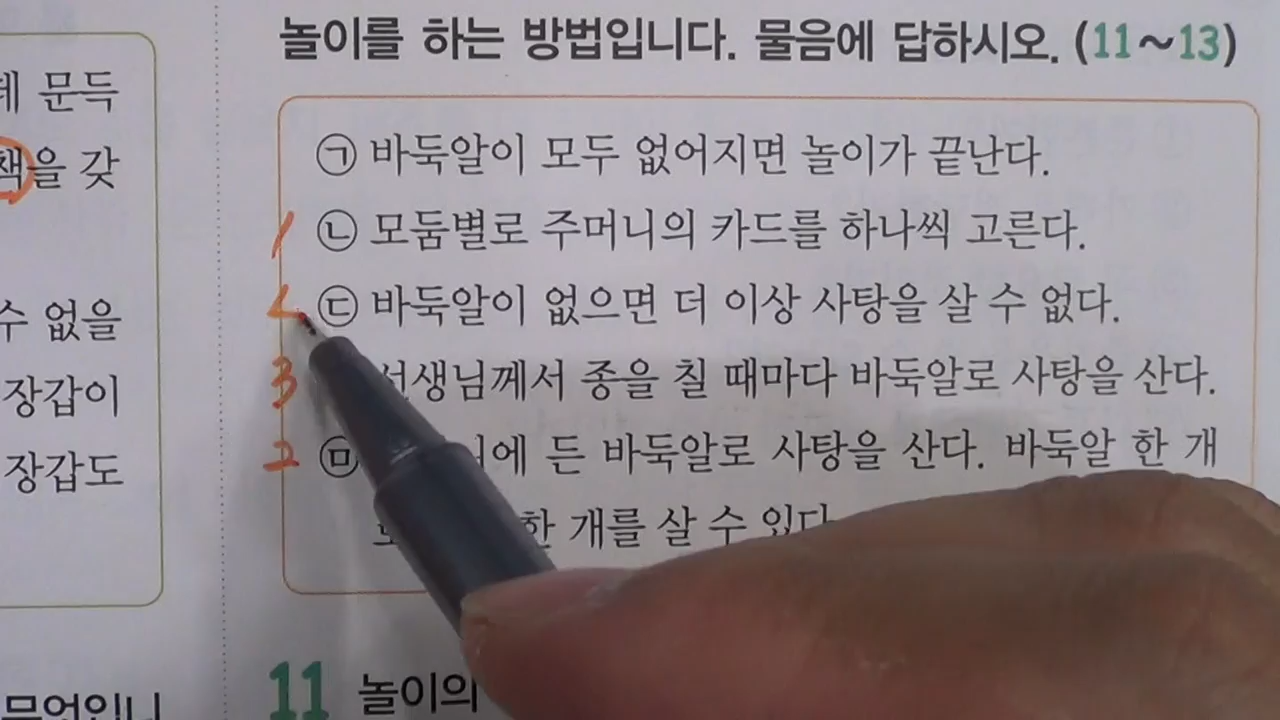 놀이를 하는 방법입니다. 물음에 답하시오. (11~13)
문득
책을 갖
수 없을
장갑이
장갑도
㉠ 바둑알이 모두 없어지면 놀이가 끝난다.
1 ㉡ 모둠별로 주머니의 카드를 하나씩 고른다.
㉢ 바둑알이 없으면 더 이상 사탕을 살 수 없다.
3 선생님께서 종을 칠 때마다 바둑알로 사탕을 산다.
2 ㉤ 든 바둑알로 사탕을 산다. 바둑알 한 개
한 개를 살 수 있다
무엇입니
11 놀이의